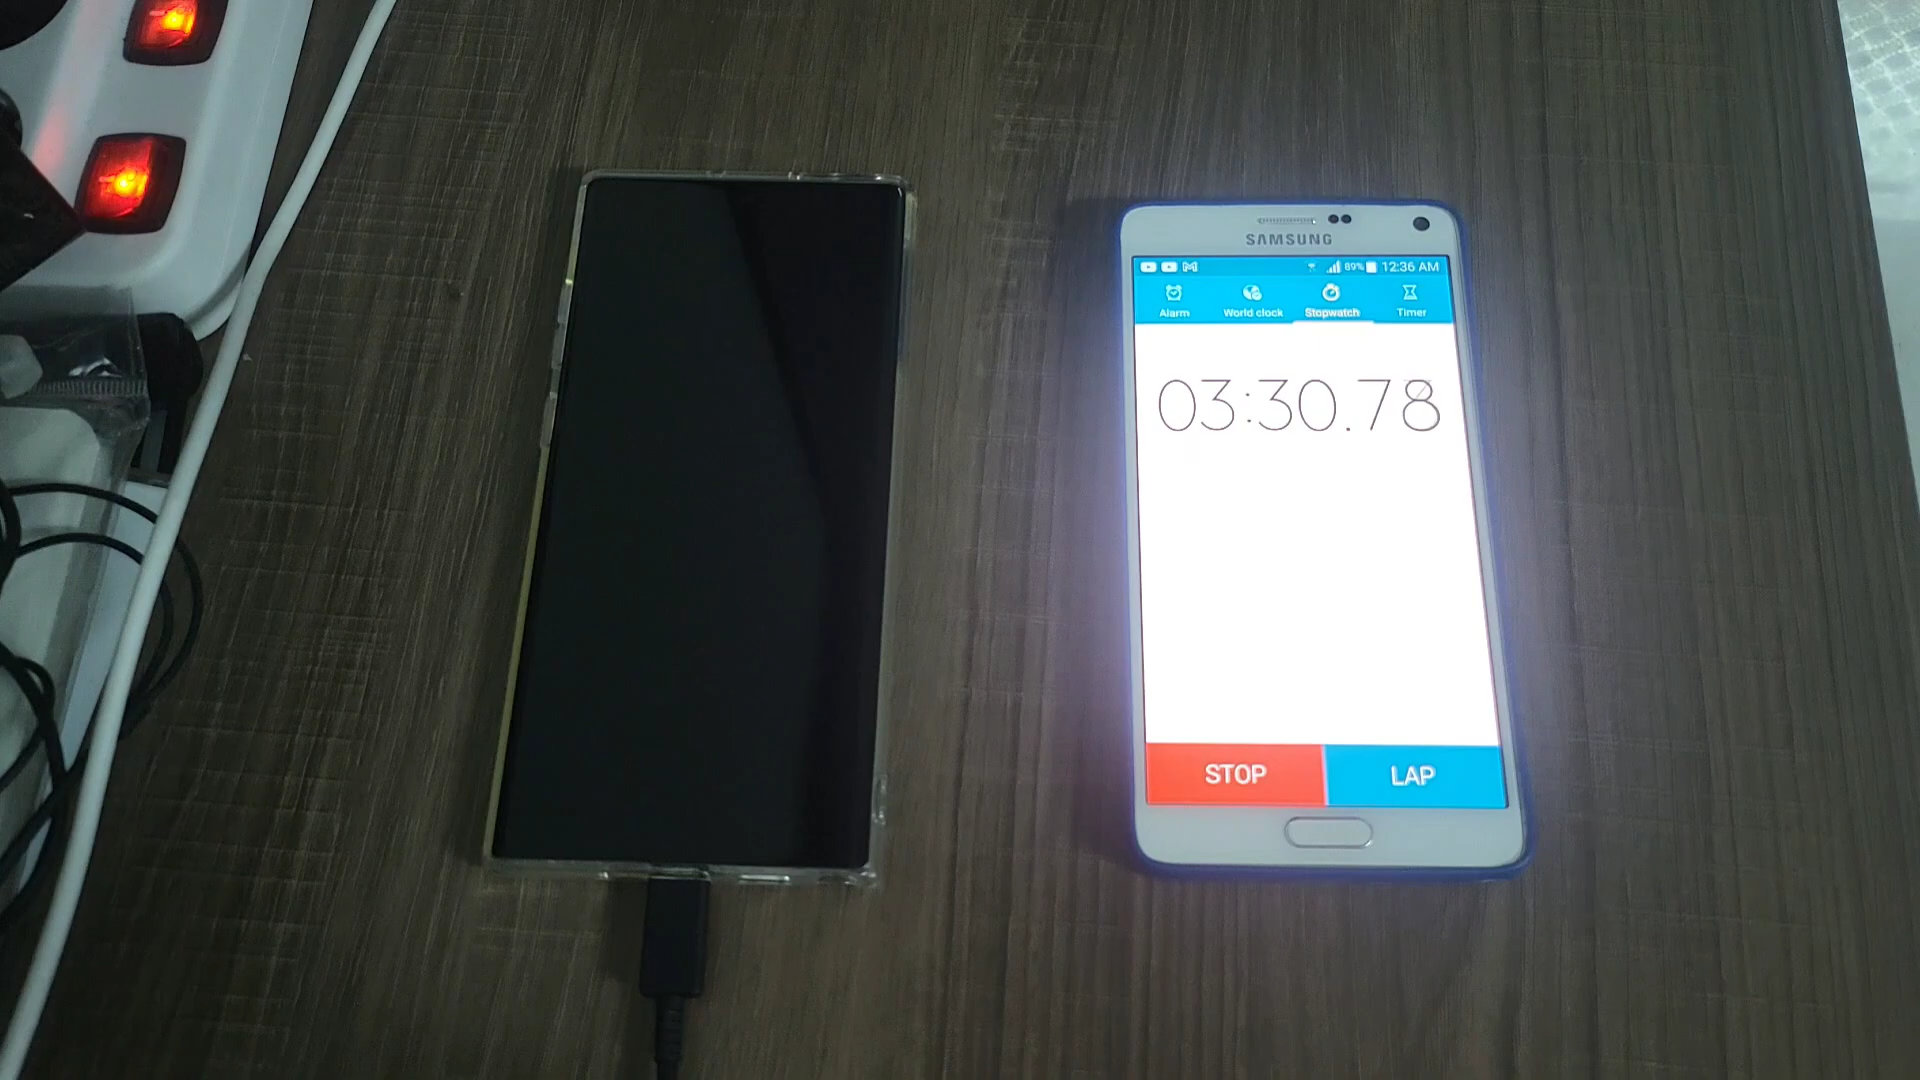 SAMSUNG
89% 12:36 AM
Alarm World clock Stopwatch Timer
03:30.78
STOP LAP